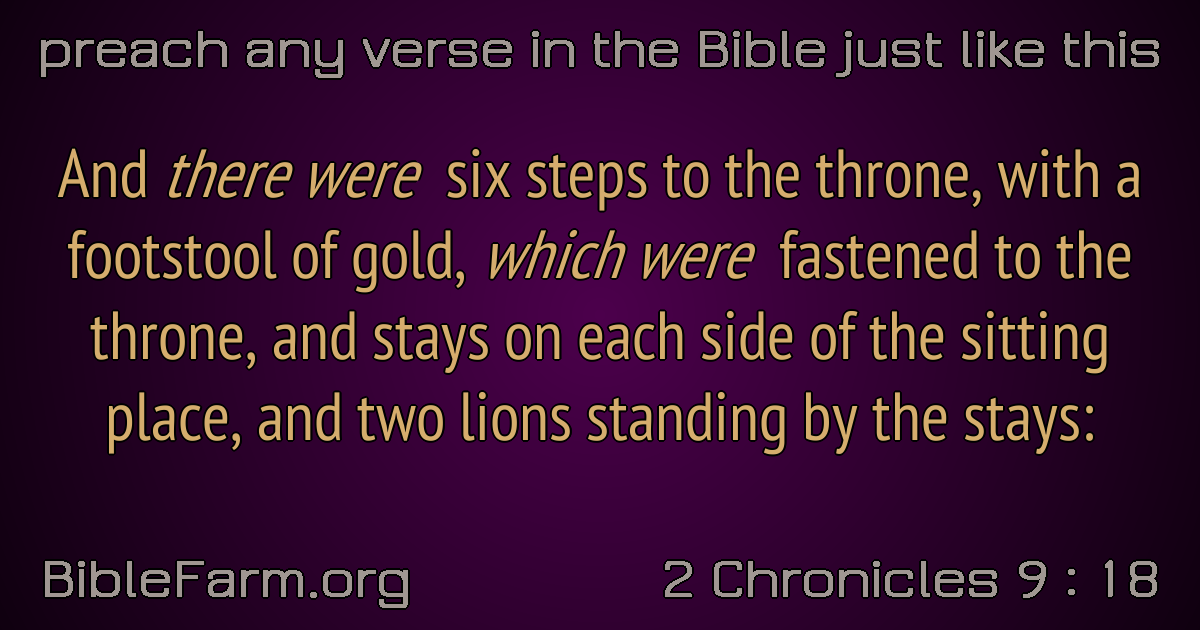 preach any verse in the Bible just like this
And there were six steps to the throne, with a
footstool of gold, which were fastened to the
throne, and stays on each side of the sitting
place, and two lions standing by the stays:
BibleFarm.org
2 Chronicles 9 : 18